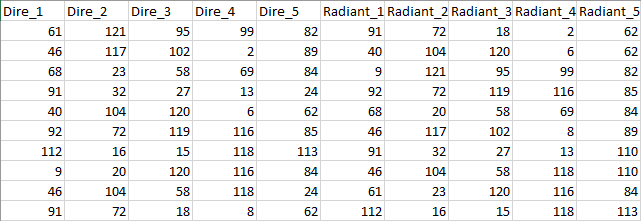 Dire_1 Dire_2 Dire_3 Dire_4 Dire_5 Radiant_1 Radiant_2 Radiant_3 Radiant_4 Radiant_5
61 121 95 99 82 91 72 18 2 62
46 117 102 2 89 40 104 120 6 62
68 23 58 69 84 9 121 95 99 82
91 32 27 13 24 92 72 119 116 85
40 104 120 6 62 68 20 58 69 84
92 72 119 116 85 46 117 102 8 89
112 16 15 118 113 91 32 27 13 110
9 20 120 116 84 46 104 58 118 110
46 104 58 118 24 61 23 120 116 84
91 72 18 8 62 112 16 15 118 113